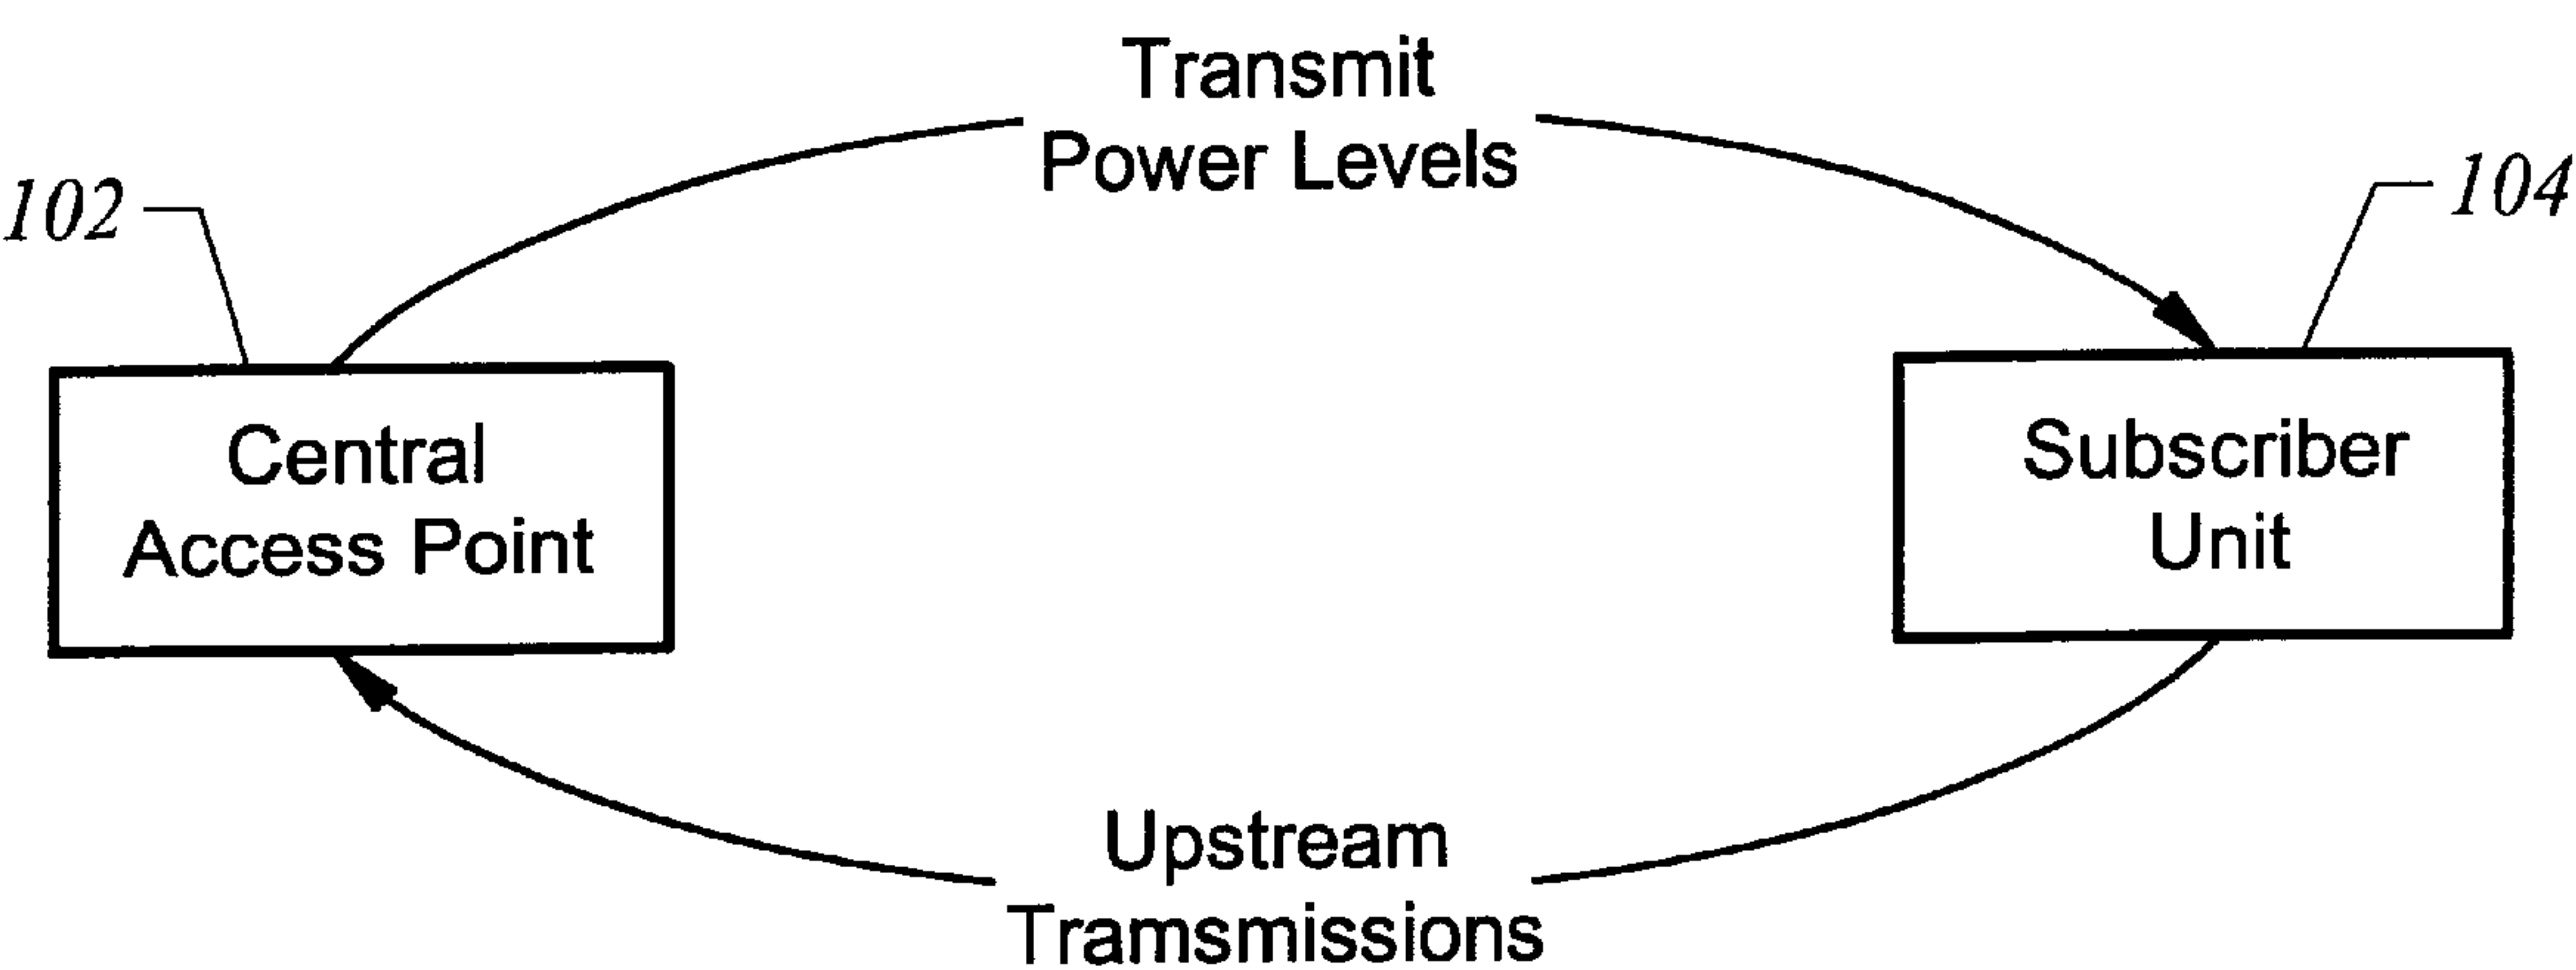 Transmit
Power Levels
102
104
Central
Access Point
Subscriber
Unit
Upstream
Tramsmissions